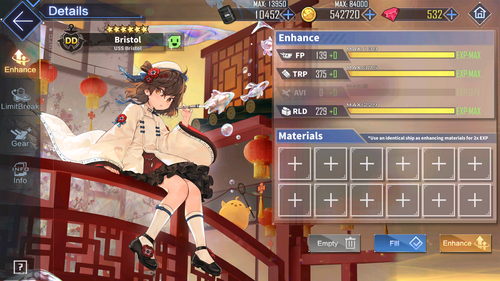 Details
MAX: 13950
10452
542720
MAX: 84000
532
DD
Bristol
USS Bristol
Enhance
LimitBreak
Gear
INFO
Info
?
Enhance
FP 139 +0 EXP MAX
TRP 375 +0 EXP MAX
AVI
RLD 229 +0 EXP MAX
Materials
*Use an identical ship as enhancing materials for 2x EXP
Empty
Fill
Enhance